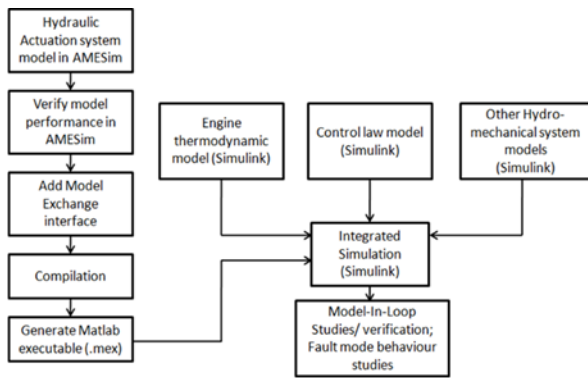 Hydraulic
Actuation system
model in AMESim
Verify model
performance in
AMESim
Add Model
Exchange
interface
Compilation
Generate Matlab
executable (.mex)
Engine
thermodynamic
model (Simulink)
Control law model
(Simulink)
Other Hydro-
mechanical system
models
(Simulink)
Integrated
Simulation
(Simulink)
Model-In-Loop
Studies/ verification;
Fault mode behaviour
studies